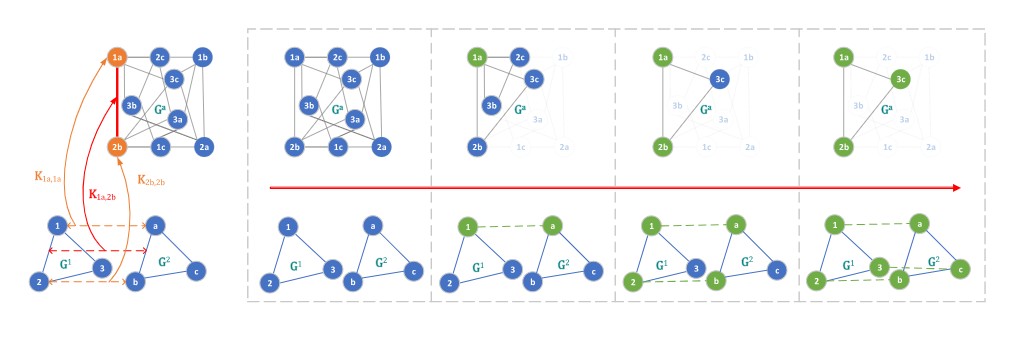 1a 2c 1b
3c
3b Gᵃ 3a
2b 1c 2a
K1a,1a K1a,2b K2b,2b
1 a
G¹ 3 G² c
2 b
1a 2c 1b
3c
3b Gᵃ 3a
2b 1c 2a
1 a
G¹ 3 G² c
2 b
1a 2c 1b
3c
3b Gᵃ 3a
2b 1c 2a
1 a
G¹ 3 G² c
2 b
1a 2c 1b
3c
3b Gᵃ 3a
2b 1c 2a
1 a
G¹ 3 G² c
2 b
1a 2c 1b
3c
3b Gᵃ 3a
2b 1c 2a
1 a
G¹ 3 G² c
2 b